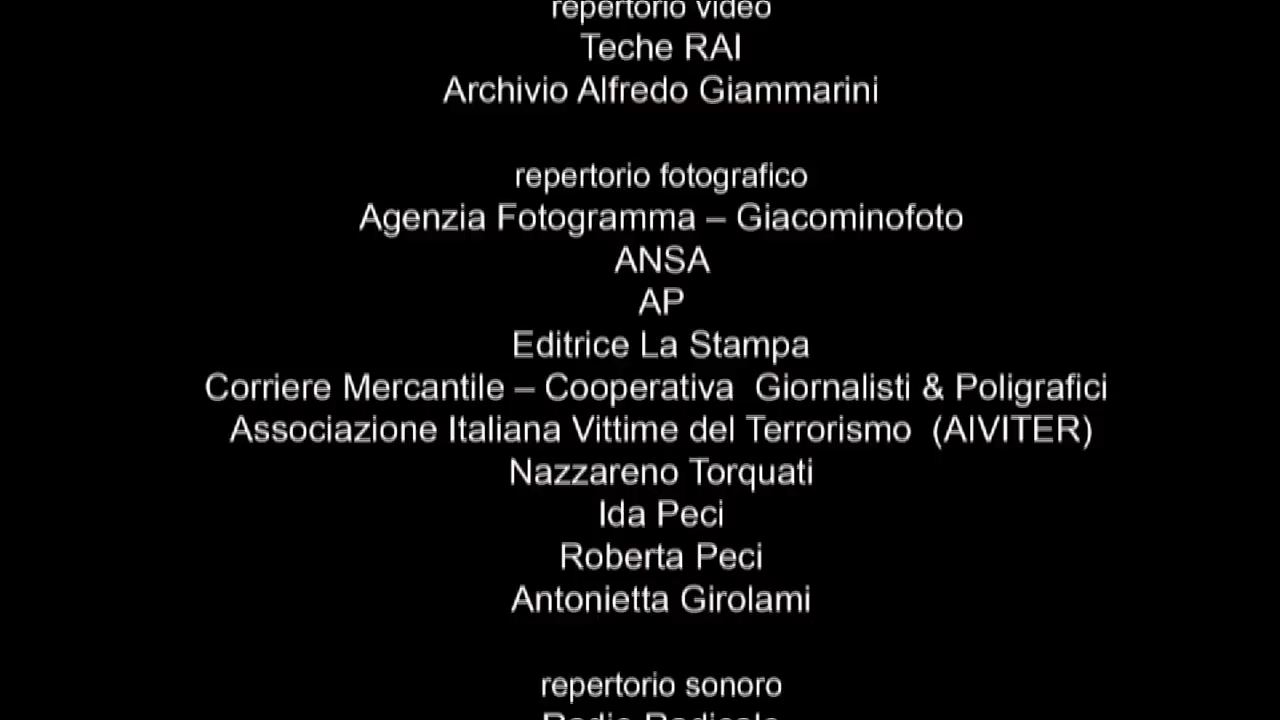 repertorio video
Teche RAI
Archivio Alfredo Giammarini
repertorio fotografico
Agenzia Fotogramma – Giacominofoto
ANSA
AP
Editrice La Stampa
Corriere Mercantile – Cooperativa  Giornalisti & Poligrafici
Associazione Italiana Vittime del Terrorismo  (AIVITER)
Nazzareno Torquati
Ida Peci
Roberta Peci
Antonietta Girolami
repertorio sonoro
Radio Radicale